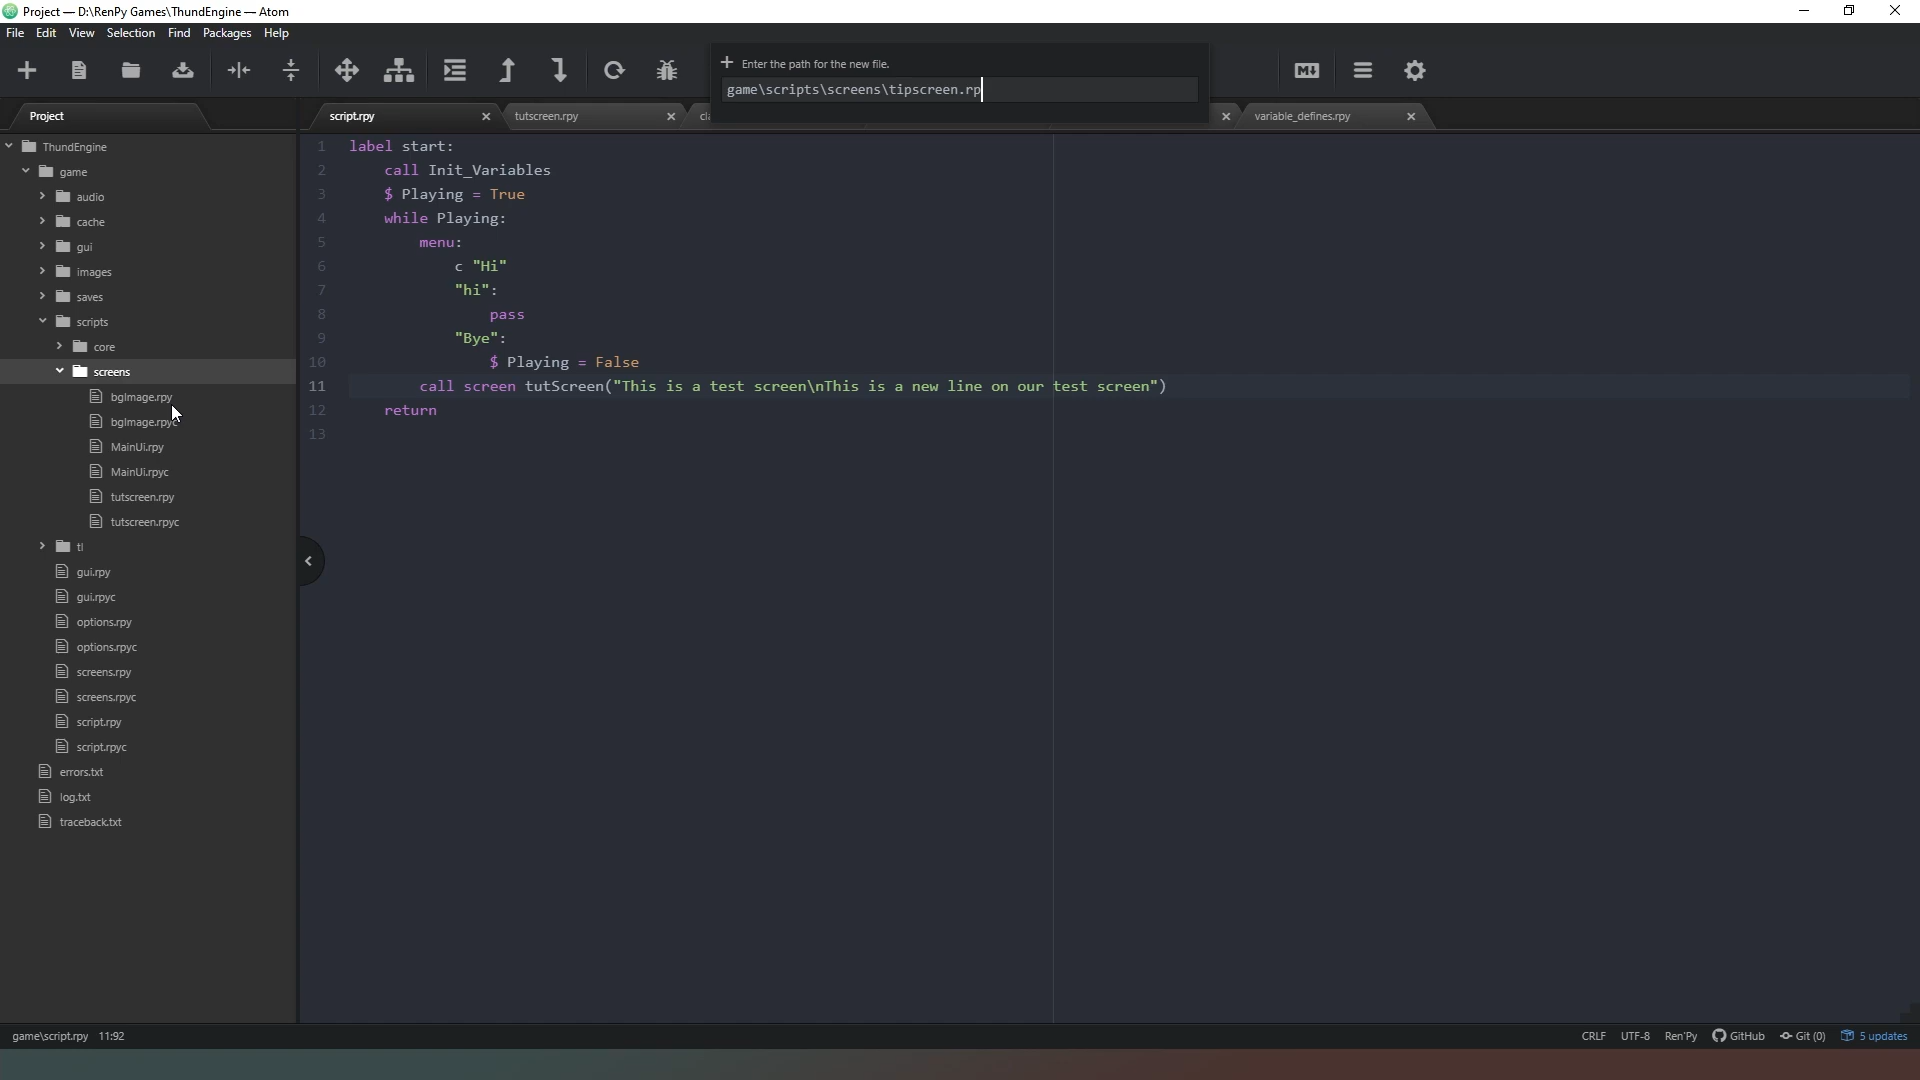 Project — D:\RenPy Games\ThundEngine — Atom
File Edit View Selection Find Packages Help
Enter the path for the new file.
game\scripts\screens\tipscreen.rp
M↓
Project
script.rpy
tutscreen.rpy
variable_defines.rpy
ThundEngine
game
audio
cache
gui
images
saves
scripts
core
screens
bgImage.rpy
bgImage.rpyc
MainUi.rpy
MainUi.rpyc
tutscreen.rpy
tutscreen.rpyc
tl
gui.rpy
gui.rpyc
options.rpy
options.rpyc
screens.rpy
screens.rpyc
script.rpy
script.rpyc
errors.txt
log.txt
traceback.txt
1 label start:
2 call Init_Variables
3 $ Playing = True
4 while Playing:
5 menu:
6 c "Hi"
7 "hi":
8 pass
9 "Bye":
10 $ Playing = False
11 call screen tutScreen("This is a test screen\nThis is a new line on our test screen")
12 return
13
game\script.rpy 11:92
CRLF UTF-8 Ren'Py GitHub Git (0) 5 updates